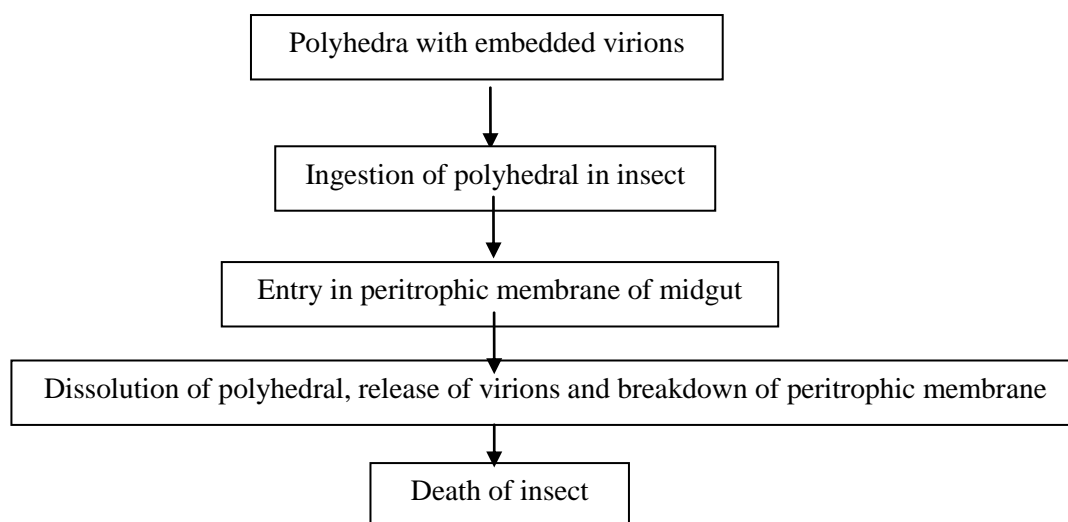 Polyhedra with embedded virions
Ingestion of polyhedral in insect
Entry in peritrophic membrane of midgut
Dissolution of polyhedral, release of virions and breakdown of peritrophic membrane
Death of insect